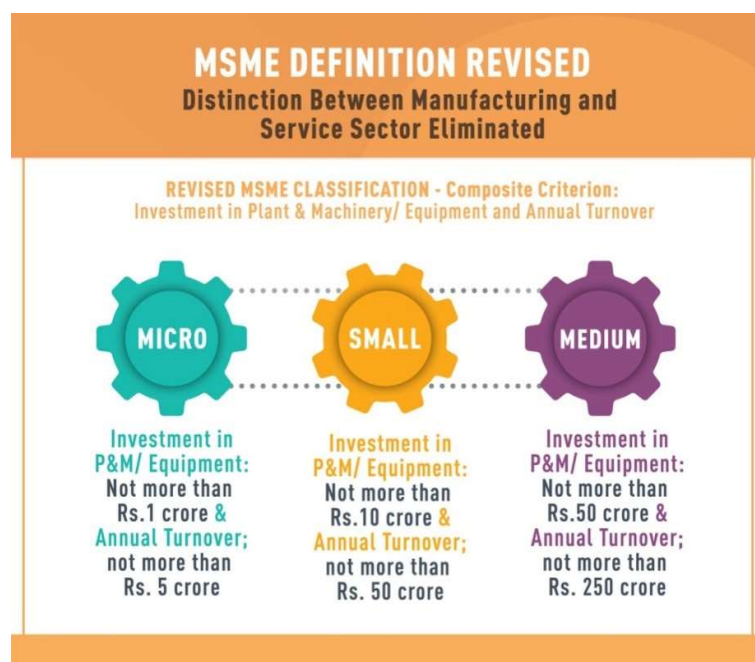 MSME DEFINITION REVISED
Distinction Between Manufacturing and
Service Sector Eliminated
REVISED MSME CLASSIFICATION - Composite Criterion:
Investment in Plant & Machinery/ Equipment and Annual Turnover
MICRO
SMALL
MEDIUM
Investment in
P&M/ Equipment:
Not more than
Rs.1 crore &
Annual Turnover;
not more than
Rs. 5 crore
Investment in
P&M/ Equipment:
Not more than
Rs.10 crore &
Annual Turnover;
not more than
Rs. 50 crore
Investment in
P&M/ Equipment:
Not more than
Rs.50 crore &
Annual Turnover;
not more than
Rs. 250 crore